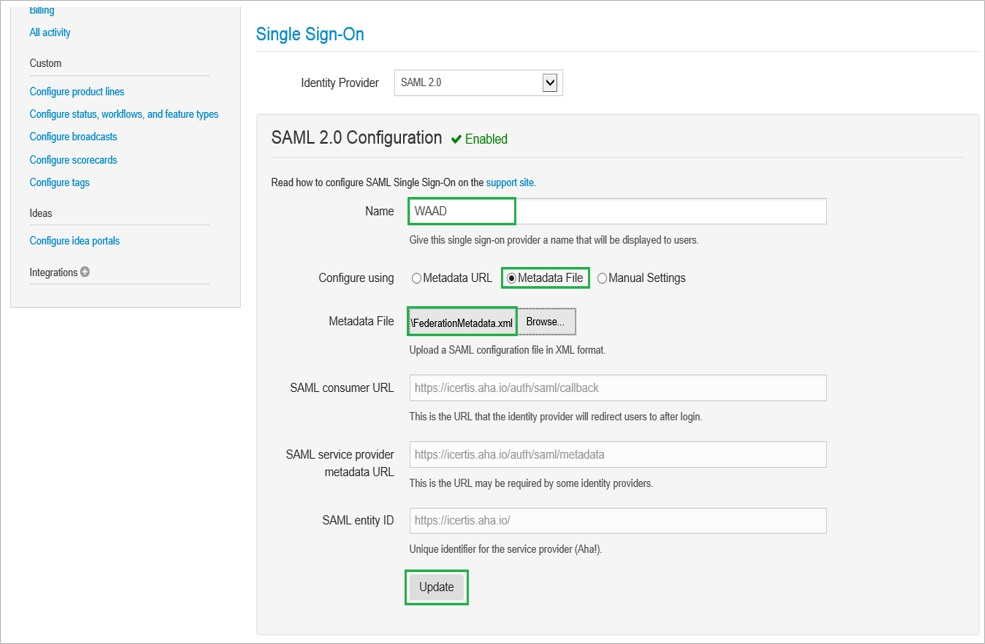 Billing
All activity
Custom
Configure product lines
Configure status, workflows, and feature types
Configure broadcasts
Configure scorecards
Configure tags
Ideas
Configure idea portals
Integrations
Single Sign-On
Identity Provider SAML 2.0
SAML 2.0 Configuration Enabled
Read how to configure SAML Single Sign-On on the support site.
Name WAAD
Give this single sign-on provider a name that will be displayed to users.
Configure using Metadata URL Metadata File Manual Settings
Metadata File \FederationMetadata.xml Browse...
Upload a SAML configuration file in XML format.
SAML consumer URL https://icertis.aha.io/auth/saml/callback
This is the URL that the identity provider will redirect users to after login.
SAML service provider
metadata URL https://icertis.aha.io/auth/saml/metadata
This is the URL may be required by some identity providers.
SAML entity ID https://icertis.aha.io/
Unique identifier for the service provider (Aha!).
Update